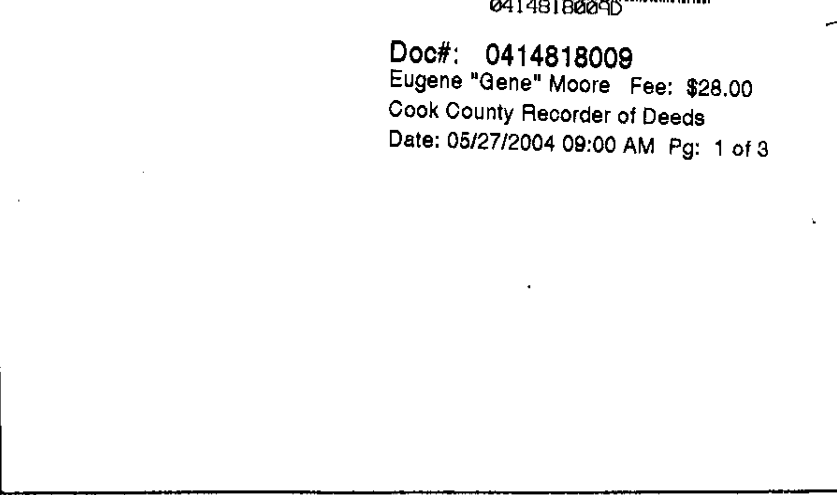 0414818009D
Doc#: 0414818009
Eugene "Gene" Moore Fee: $28.00
Cook County Recorder of Deeds
Date: 05/27/2004 09:00 AM Pg: 1 of 3